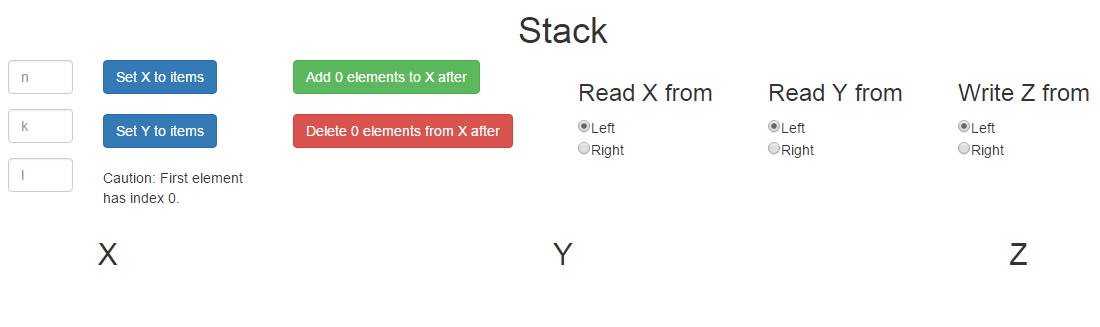 Stack
n
Set X to items
Add 0 elements to X after
Read X from
Read Y from
Write Z from
k
Set Y to items
Delete 0 elements from X after
Left
Left
Left
Right
Right
Right
l
Caution: First element
has index 0.
X
Y
Z